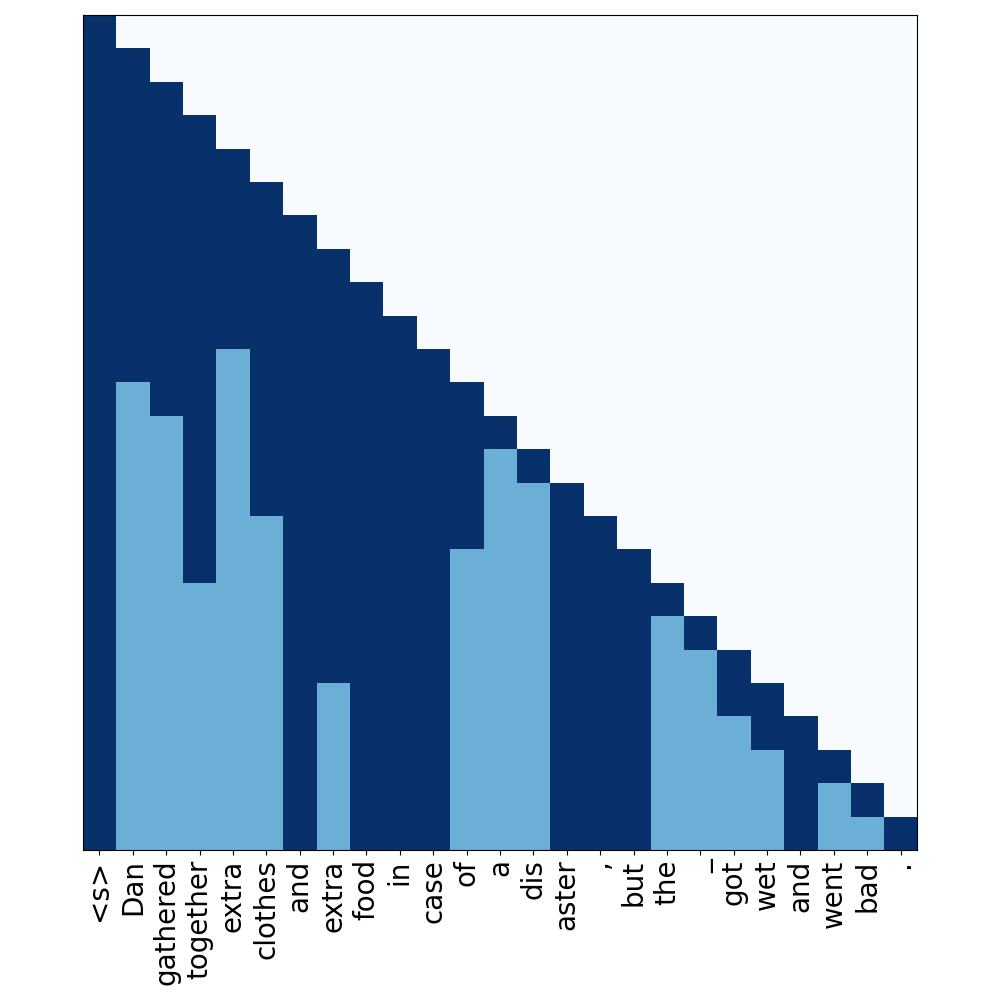 <s>
Dan
gathered
together
extra
clothes
and
extra
food
in
case
of
a
dis
aster
,
but
the
_
got
wet
and
went
bad
.